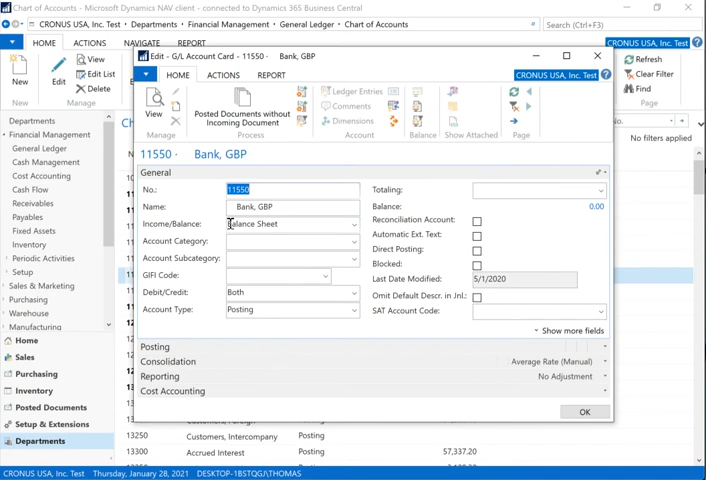 Chart of Accounts - Microsoft Dynamics NAV client - connected to Dynamics 365 Business Central
CRONUS USA, Inc. Test › Departments › Financial Management › General Ledger › Chart of Accounts
Search (Ctrl+F3)
HOME ACTIONS NAVIGATE REPORT
CRONUS USA, Inc. Test
New
Edit
View
Edit List
Delete
New
Manage
Refresh
Clear Filter
Find
Page
No filters applied
Departments
Financial Management
General Ledger
Cash Management
Cost Accounting
Cash Flow
Receivables
Payables
Fixed Assets
Inventory
Periodic Activities
Setup
Sales & Marketing
Purchasing
Warehouse
Manufacturing
Home
Sales
Purchasing
Inventory
Posted Documents
Setup & Extensions
Departments
Edit - G/L Account Card - 11550 · Bank, GBP
HOME ACTIONS REPORT
CRONUS USA, Inc. Test
View
Manage
Posted Documents without
Incoming Document
Process
Ledger Entries
Comments
Dimensions
Account
Balance
Show Attached
Page
11550 · Bank, GBP
General
No.: 11550
Name: Bank, GBP
Income/Balance: Balance Sheet
Account Category:
Account Subcategory:
GIFI Code:
Debit/Credit: Both
Account Type: Posting
Totaling:
Balance: 0.00
Reconciliation Account:
Automatic Ext. Text:
Direct Posting:
Blocked:
Last Date Modified: 5/1/2020
Omit Default Descr. in Jnl.:
SAT Account Code:
Show more fields
Posting
Consolidation Average Rate (Manual)
Reporting No Adjustment
Cost Accounting
OK
13250 Customers, Intercompany Posting
13300 Accrued Interest Posting 57,337.20
CRONUS USA, Inc. Test Thursday, January 28, 2021 DESKTOP-1BSTQGJ\THOMAS